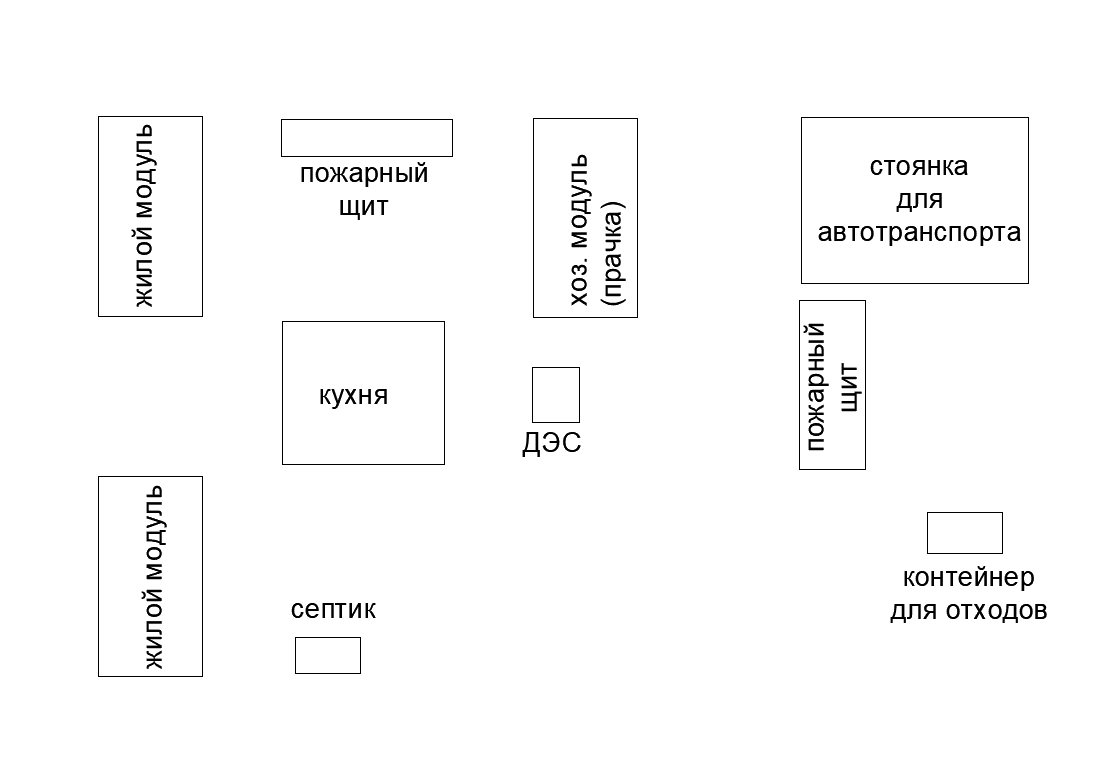 жилой модуль
пожарный
щит
хоз. модуль
(прачка)
стоянка
для
автотранспорта
кухня
ДЭС
пожарный
щит
жилой модуль
септик
контейнер
для отходов